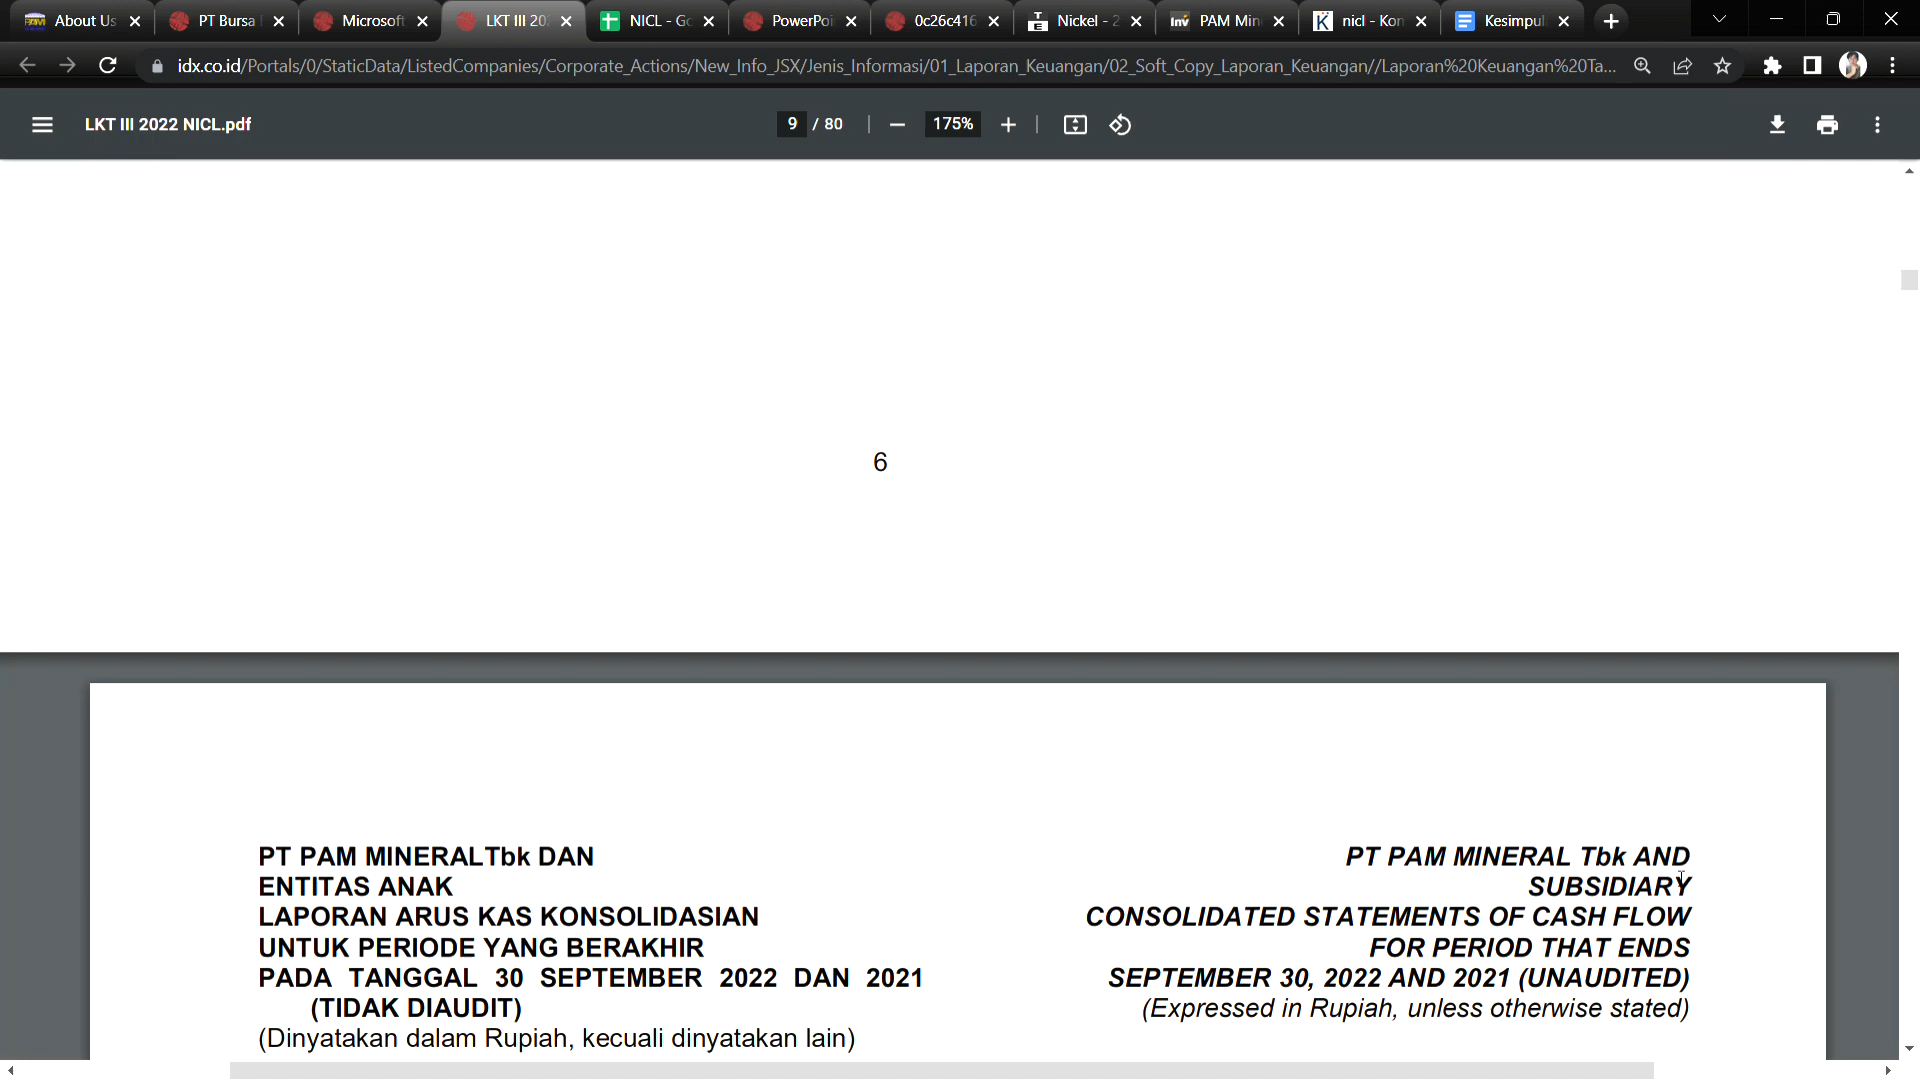 About Us
PT Bursa
Microsoft
LKT III 202
NICL - Go
PowerPoi
0c26c416
Nickel - 2
PAM Min
nicl - Kon
Kesimpul
idx.co.id/Portals/0/StaticData/ListedCompanies/Corporate_Actions/New_Info_JSX/Jenis_Informasi/01_Laporan_Keuangan/02_Soft_Copy_Laporan_Keuangan//Laporan%20Keuangan%20Ta...
LKT III 2022 NICL.pdf
9 / 80
175%
6
PT PAM MINERALTbk DAN
ENTITAS ANAK
LAPORAN ARUS KAS KONSOLIDASIAN
UNTUK PERIODE YANG BERAKHIR
PADA TANGGAL 30 SEPTEMBER 2022 DAN 2021
(TIDAK DIAUDIT)
(Dinyatakan dalam Rupiah, kecuali dinyatakan lain)
PT PAM MINERAL Tbk AND
SUBSIDIARY
CONSOLIDATED STATEMENTS OF CASH FLOW
FOR PERIOD THAT ENDS
SEPTEMBER 30, 2022 AND 2021 (UNAUDITED)
(Expressed in Rupiah, unless otherwise stated)